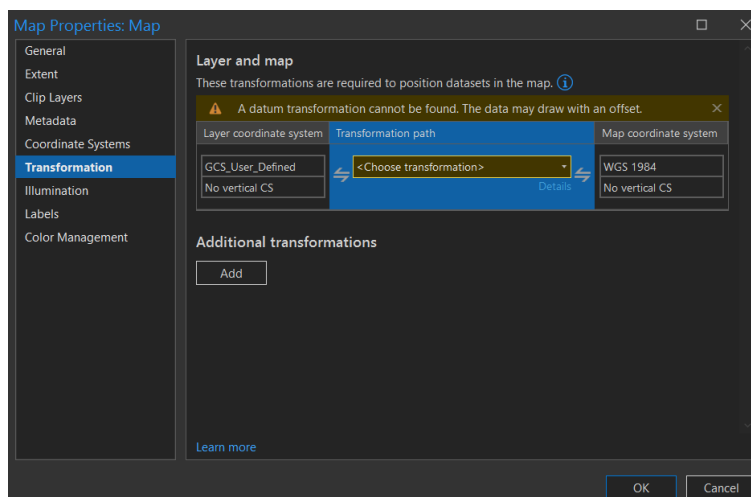 Map Properties: Map
General
Extent
Clip Layers
Metadata
Coordinate Systems
Transformation
Illumination
Labels
Color Management
Layer and map
These transformations are required to position datasets in the map.
A datum transformation cannot be found. The data may draw with an offset.
Layer coordinate system Transformation path Map coordinate system
GCS_User_Defined <Choose transformation> WGS 1984
No vertical CS Details No vertical CS
Additional transformations
Add
Learn more
OK Cancel